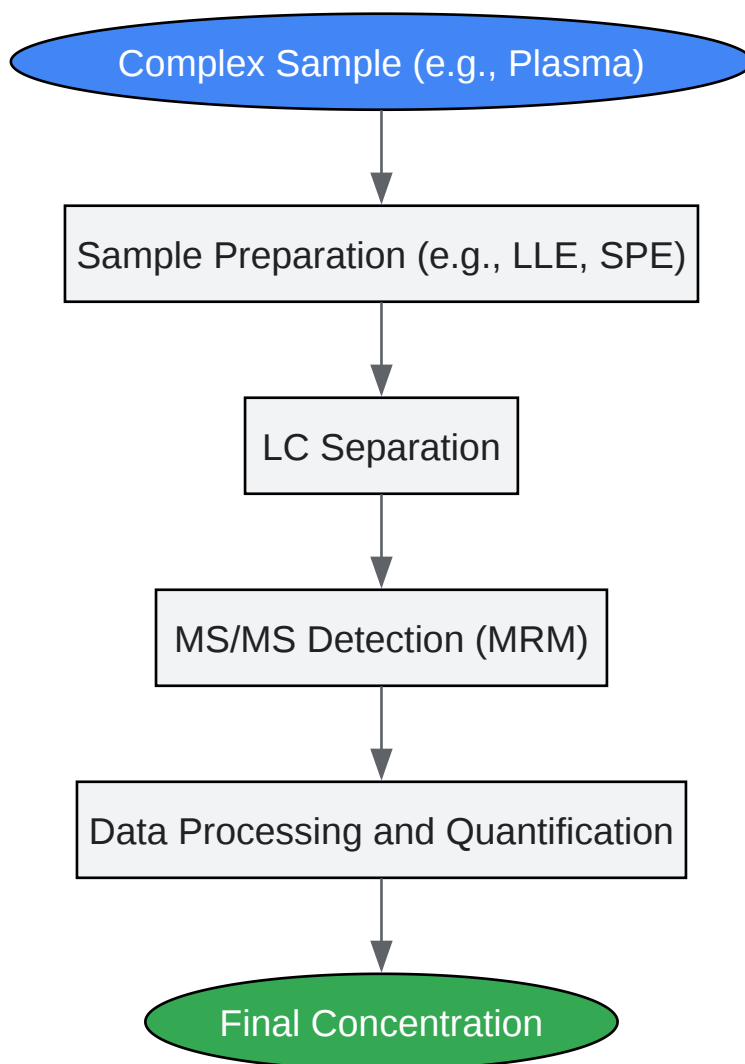 Complex Sample (e.g., Plasma)
Sample Preparation (e.g., LLE, SPE)
LC Separation
MS/MS Detection (MRM)
Data Processing and Quantification
Final Concentration